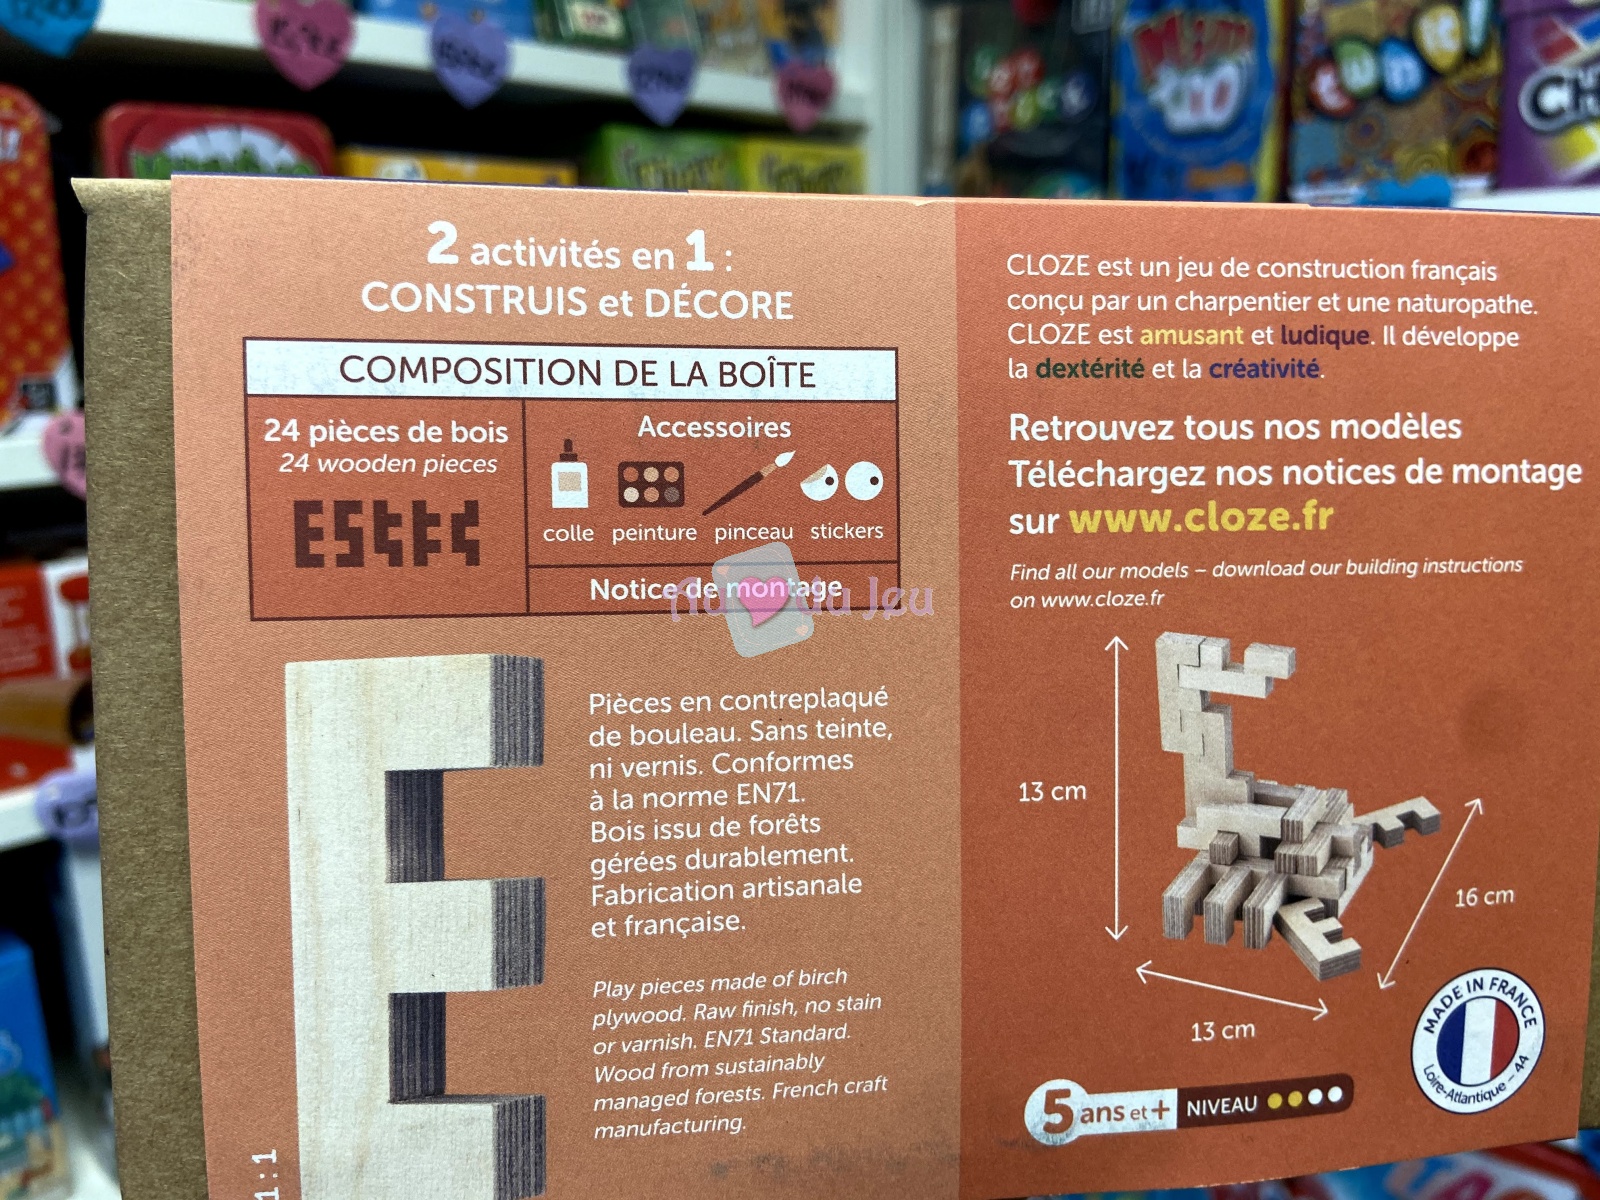 2 activités en 1 :
CONSTRUIS et DÉCORE
COMPOSITION DE LA BOÎTE
24 pièces de bois
24 wooden pieces
Accessoires
colle peinture pinceau stickers
Notice de montage
Au du Jeu
Pièces en contreplaqué
de bouleau. Sans teinte,
ni vernis. Conformes
à la norme EN71.
Bois issu de forêts
gérées durablement.
Fabrication artisanale
et française.
Play pieces made of birch
plywood. Raw finish, no stain
or varnish. EN71 Standard.
Wood from sustainably
managed forests. French craft
manufacturing.
1:1
CLOZE est un jeu de construction français
conçu par un charpentier et une naturopathe.
CLOZE est amusant et ludique. Il développe
la dextérité et la créativité.
Retrouvez tous nos modèles
Téléchargez nos notices de montage
sur www.cloze.fr
Find all our models – download our building instructions
on www.cloze.fr
13 cm
16 cm
13 cm
MADE IN FRANCE
Loire-Atlantique - 44
5 ans et + NIVEAU